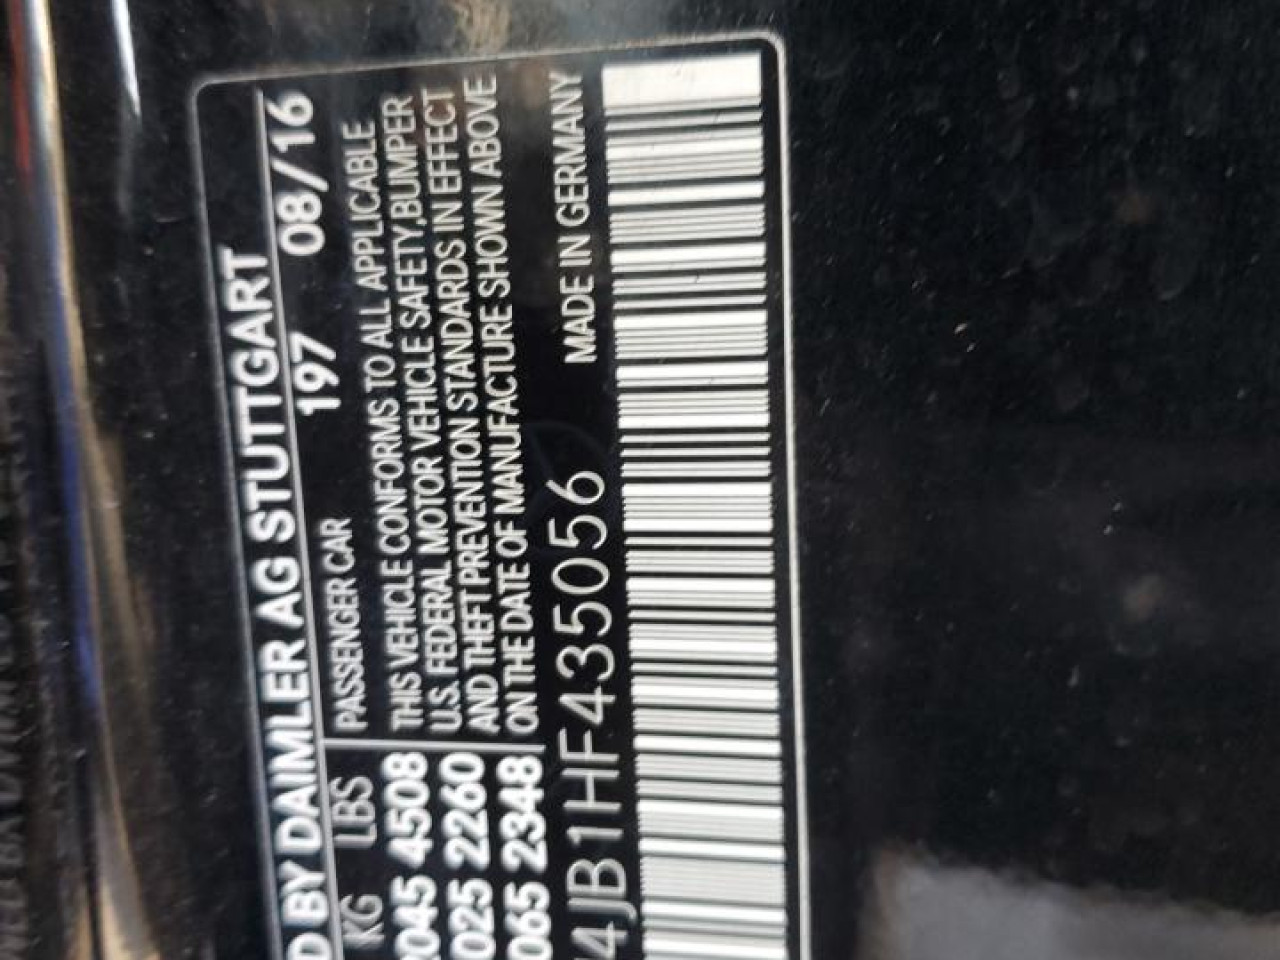 D BY DAIMLER AG STUTTGART
197 08/16
KG LBS PASSENGER CAR
2045 4508 THIS VEHICLE CONFORMS TO ALL APPLICABLE
025 2260 U.S. FEDERAL MOTOR VEHICLE SAFETY, BUMPER
065 2348 AND THEFT PREVENTION STANDARDS IN EFFECT
ON THE DATE OF MANUFACTURE SHOWN ABOVE
4JB1HF435056 MADE IN GERMANY